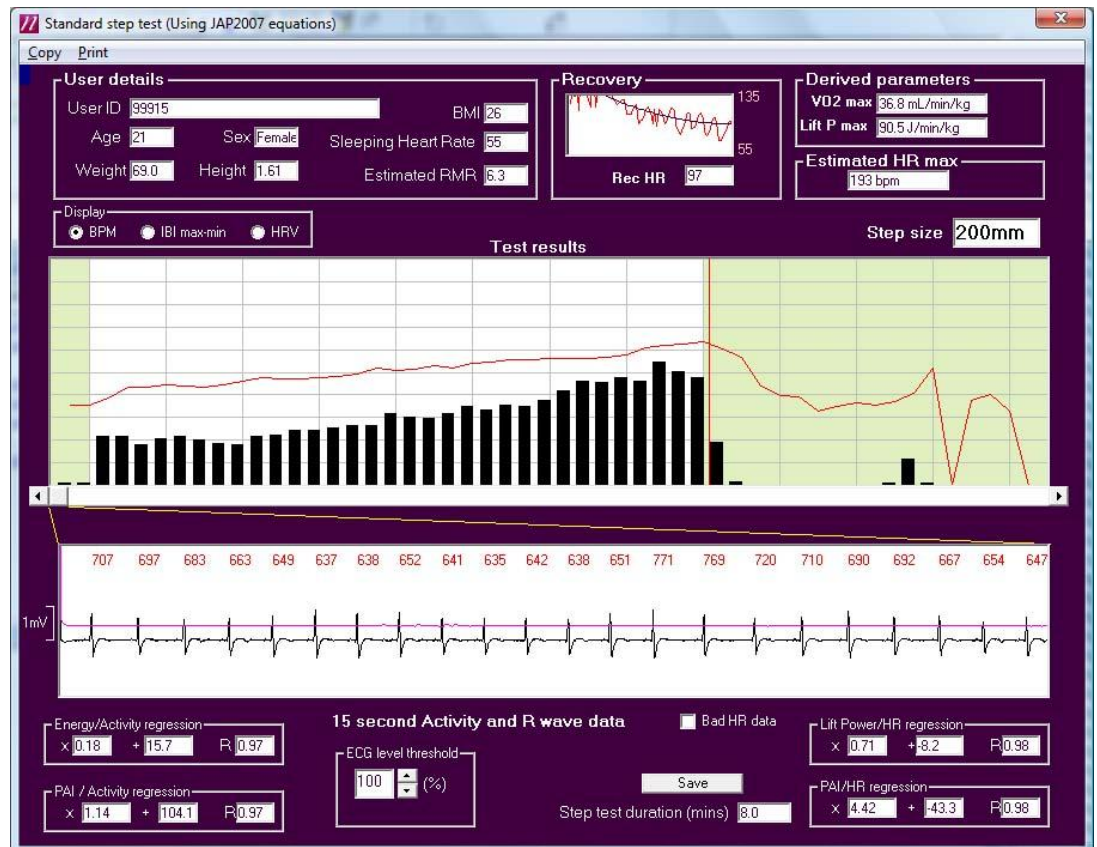 Standard step test (Using JAP2007 equations)
Copy Print
User details
User ID 99915
BMI 26
Age 21 Sex Female Sleeping Heart Rate 55
Weight 69.0 Height 1.61 Estimated RMR 6.3
Recovery
135
55
Rec HR 97
Derived parameters
VO2 max 36.8 mL/min/kg
Lift P max 90.5 J/min/kg
Estimated HR max
193 bpm
Display
BPM IBI max-min HRV
Step size 200mm
Test results
707 697 683 663 649 637 638 652 641 635 642 638 651 771 769 720 710 690 692 667 654 647
1mV
Energy/Activity regression
x 0.18 + 15.7 R 0.97
PAI / Activity regression
x 1.14 + 104.1 R 0.97
15 second Activity and R wave data
Bad HR data
ECG level threshold
100 (%)
Save
Step test duration (mins) 8.0
Lift Power/HR regression
x 0.71 + -8.2 R 0.98
PAI/HR regression
x 4.42 + -43.3 R 0.98